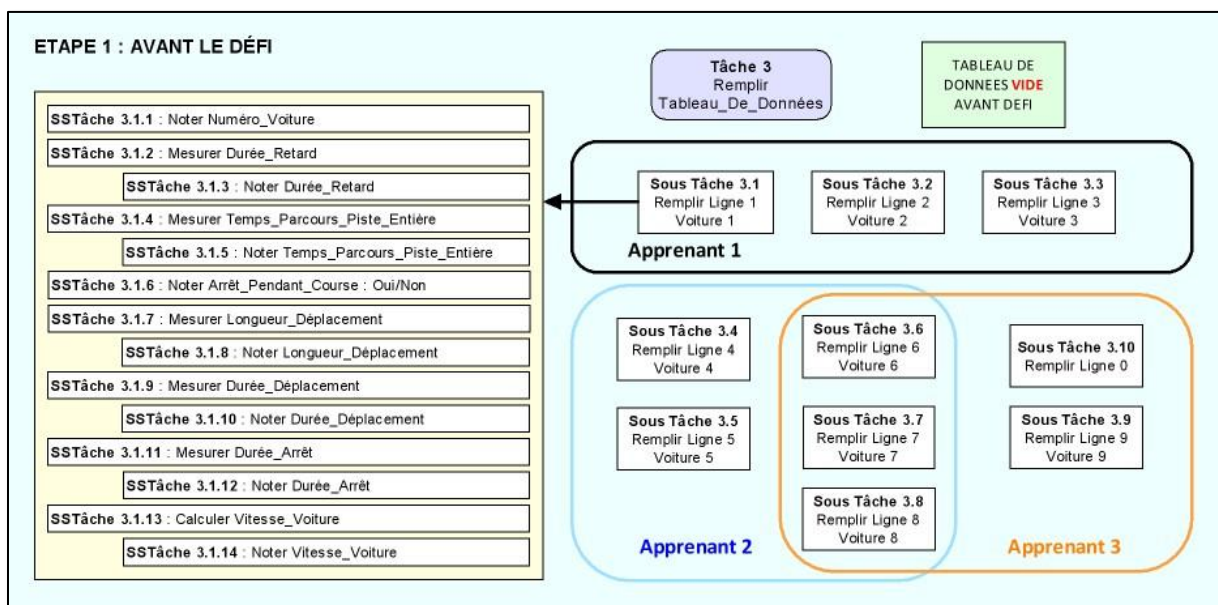 ETAPE 1 : AVANT LE DÉFI
Tâche 3
Remplir
Tableau_De_Données
TABLEAU DE
DONNEES VIDE
AVANT DEFI
SSTâche 3.1.1 : Noter Numéro_Voiture
SSTâche 3.1.2 : Mesurer Durée_Retard
SSTâche 3.1.3 : Noter Durée_Retard
SSTâche 3.1.4 : Mesurer Temps_Parcours_Piste_Entière
SSTâche 3.1.5 : Noter Temps_Parcours_Piste_Entière
SSTâche 3.1.6 : Noter Arrêt_Pendant_Course : Oui/Non
SSTâche 3.1.7 : Mesurer Longueur_Déplacement
SSTâche 3.1.8 : Noter Longueur_Déplacement
SSTâche 3.1.9 : Mesurer Durée_Déplacement
SSTâche 3.1.10 : Noter Durée_Déplacement
SSTâche 3.1.11 : Mesurer Durée_Arrêt
SSTâche 3.1.12 : Noter Durée_Arrêt
SSTâche 3.1.13 : Calculer Vitesse_Voiture
SSTâche 3.1.14 : Noter Vitesse_Voiture
Sous Tâche 3.1
Remplir Ligne 1
Voiture 1
Sous Tâche 3.2
Remplir Ligne 2
Voiture 2
Sous Tâche 3.3
Remplir Ligne 3
Voiture 3
Apprenant 1
Sous Tâche 3.4
Remplir Ligne 4
Voiture 4
Sous Tâche 3.5
Remplir Ligne 5
Voiture 5
Sous Tâche 3.6
Remplir Ligne 6
Voiture 6
Sous Tâche 3.7
Remplir Ligne 7
Voiture 7
Sous Tâche 3.8
Remplir Ligne 8
Voiture 8
Sous Tâche 3.10
Remplir Ligne 0
Sous Tâche 3.9
Remplir Ligne 9
Voiture 9
Apprenant 2
Apprenant 3